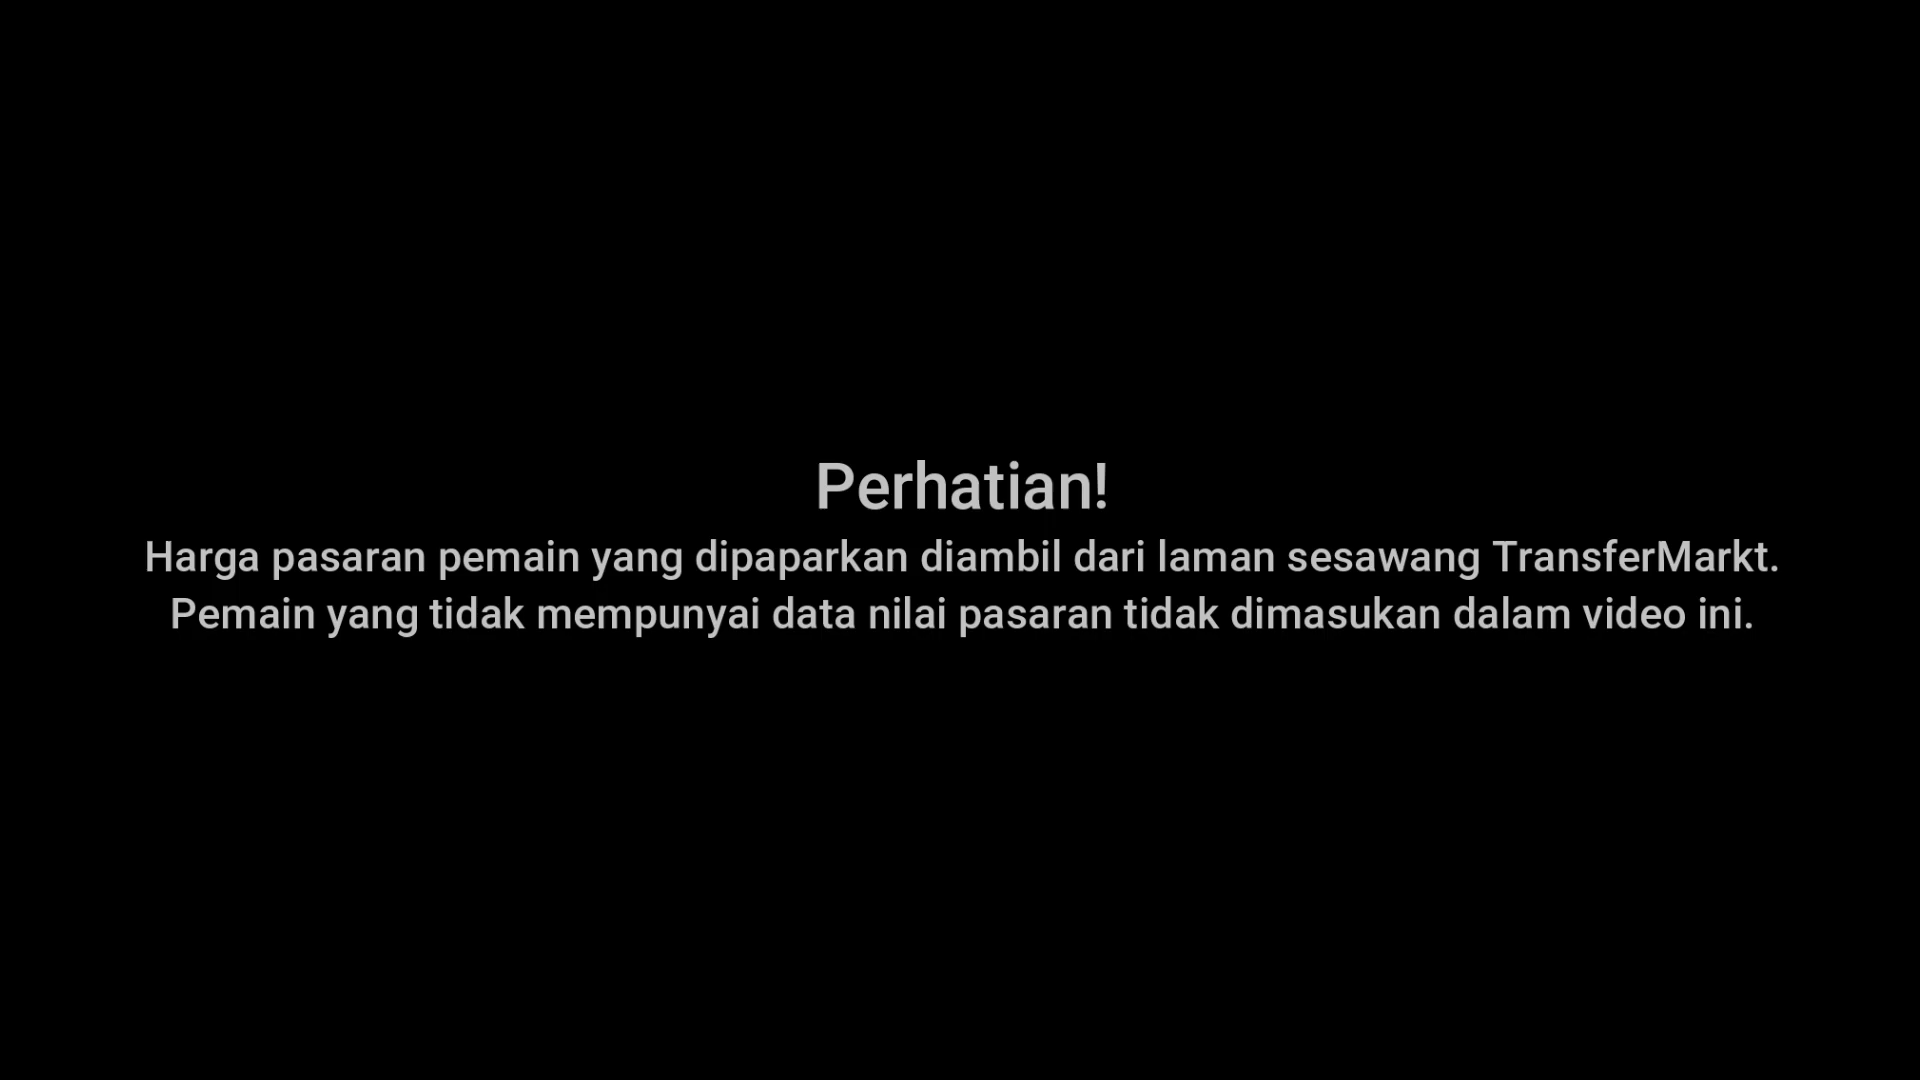 Perhatian!
Harga pasaran pemain yang dipaparkan diambil dari laman sesawang TransferMarkt.
Pemain yang tidak mempunyai data nilai pasaran tidak dimasukan dalam video ini.